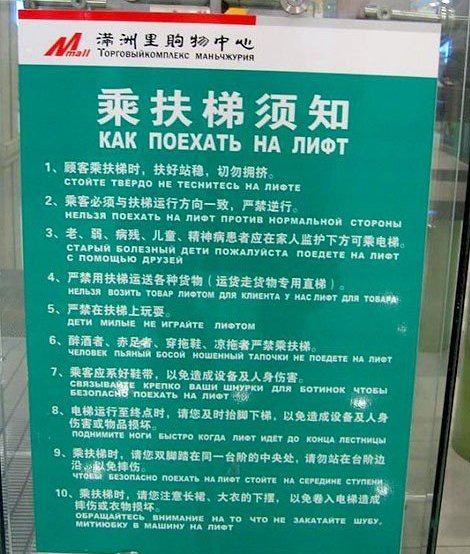 Mmall
满洲里购物中心
ТОРГОВЫЙКОМПЛЕКС МАНЬЧЖУРИЯ
乘扶梯须知
КАК ПОЕХАТЬ НА ЛИФТ
1、顾客乘扶梯时，扶好站稳，切勿拥挤。
СТОЙТЕ ТВЁРДО НЕ ТЕСНИТЕСЬ НА ЛИФТЕ
2、乘客必须与扶梯运行方向一致，严禁逆行。
НЕЛЬЗЯ ПОЕХАТЬ НА ЛИФТ ПРОТИВ НОРМАЛЬНОЙ СТОРОНЫ
3、老、弱、病残、儿童、精神病患者应在家人监护下方可乘电梯。
СТАРЫЙ БОЛЕЗНЫЙ ДЕТИ ПОЖАЛУЙСТА ПОЕДЕТЕ НА ЛИФТ
С ПОМОЩЬЮ ДРУЗЕЙ
4、严禁用扶梯运送各种货物（运货走货物专用直梯）.
НЕЛЬЗЯ ВОЗИТЬ ТОВАР ЛИФТОМ ДЛЯ КЛИЕНТА У НАС ЛИФТ ДЛЯ ТОВАРА
5、严禁在扶梯上玩耍。
ДЕТИ МИЛЫЕ НЕ ИГРАЙТЕ ЛИФТОМ
6、醉酒者、赤足者、穿拖鞋、凉拖者严禁乘扶梯。
ЧЕЛОВЕК ПЬЯНЫЙ БОСОЙ НОШЕННЫЙ ТАПОЧКИ НЕ ПОЕДЕТЕ НА ЛИФТ
7、乘客应系好鞋带，以免造成设备及人身伤害。
СВЯЗЫВАЙТЕ КРЕПКО ВАШИ ШНУРКИ ДЛЯ БОТИНОК ЧТОБЫ
БЕЗОПАСНО ПОЕХАТЬ НА ЛИФТ
8、电梯运行至终点时，请您及时抬脚下梯，以免造成设备及人身
伤害或物品损坏.
ПОДНИМИТЕ НОГИ БЫСТРО КОГДА ЛИФТ ИДЁТ ДО КОНЦА ЛЕСТНИЦЫ
9、乘扶梯时，请您双脚踏在同一台阶的中央处，请勿站在台阶边
沿，以免摔伤。
ЧТОБЫ БЕЗОПАСНО ПОЕХАТЬ НА ЛИФТ СТОЙТЕ НА СЕРЕДИНЕ СТУПЕНИ
10、乘扶梯时，请您注意长裙、大衣的下摆，以免卷入电梯造成
摔伤或衣物损坏.
ОБРАЩАЙТЕСЬ ВНИМАНИЕ НА ТО ЧТО НЕ ЗАКАТАЙТЕ ШУБУ,
МИТИЮБКУ В МАШИНУ НА ЛИФТ